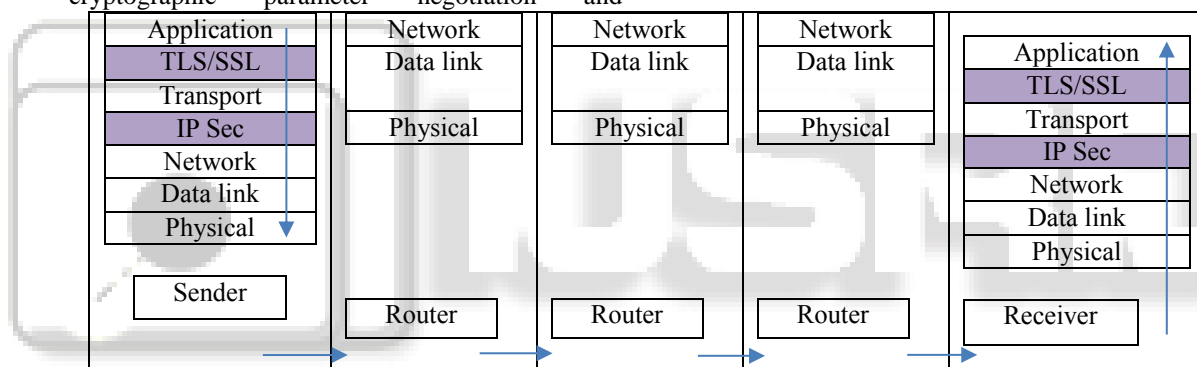 cryptographic parameter negotiation and
Application
TLS/SSL
Transport
IP Sec
Network
Data link
Physical
Sender
Network
Data link
Physical
Router
Network
Data link
Physical
Router
Network
Data link
Physical
Router
Application
TLS/SSL
Transport
IP Sec
Network
Data link
Physical
Receiver